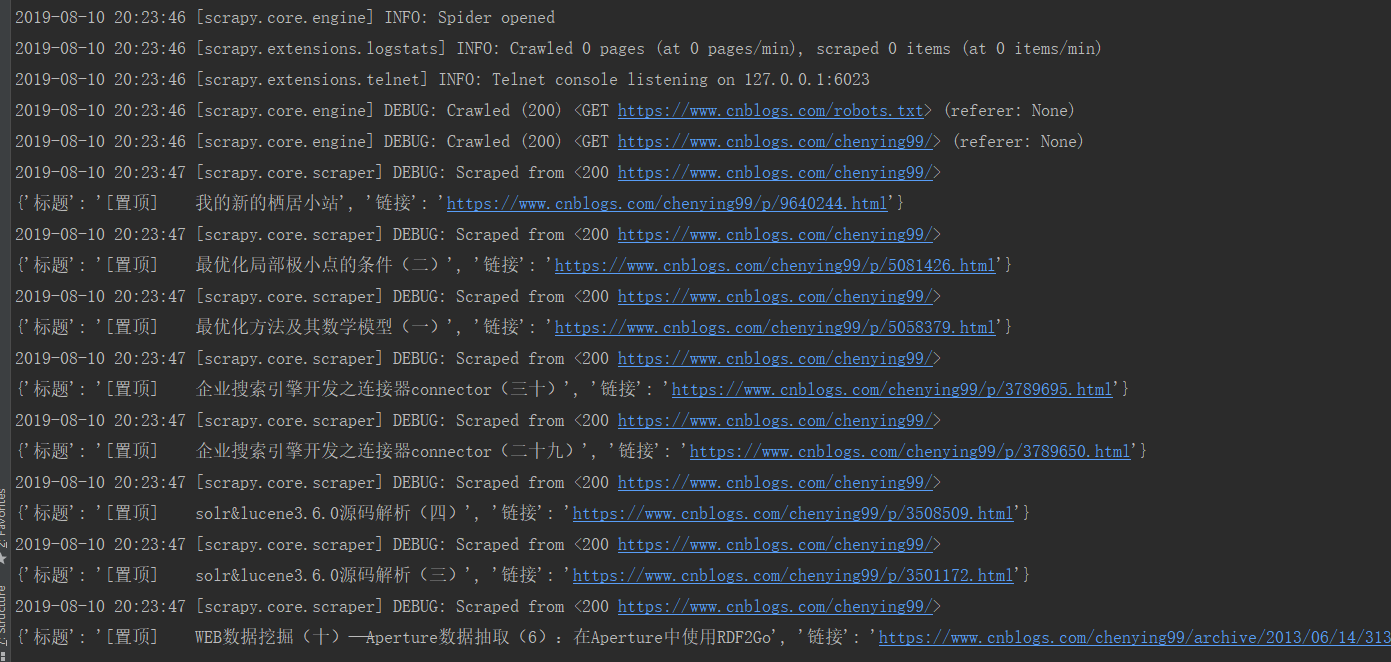 2019-08-10 20:23:46 [scrapy.core.engine] INFO: Spider opened
2019-08-10 20:23:46 [scrapy.extensions.logstats] INFO: Crawled 0 pages (at 0 pages/min), scraped 0 items (at 0 items/min)
2019-08-10 20:23:46 [scrapy.extensions.telnet] INFO: Telnet console listening on 127.0.0.1:6023
2019-08-10 20:23:46 [scrapy.core.engine] DEBUG: Crawled (200) <GET https://www.cnblogs.com/robots.txt> (referer: None)
2019-08-10 20:23:46 [scrapy.core.engine] DEBUG: Crawled (200) <GET https://www.cnblogs.com/chenying99/> (referer: None)
2019-08-10 20:23:47 [scrapy.core.scraper] DEBUG: Scraped from <200 https://www.cnblogs.com/chenying99/>
{'标题': '[置顶]    我的新的栖居小站', '链接': 'https://www.cnblogs.com/chenying99/p/9640244.html'}
2019-08-10 20:23:47 [scrapy.core.scraper] DEBUG: Scraped from <200 https://www.cnblogs.com/chenying99/>
{'标题': '[置顶]    最优化局部极小点的条件（二）', '链接': 'https://www.cnblogs.com/chenying99/p/5081426.html'}
2019-08-10 20:23:47 [scrapy.core.scraper] DEBUG: Scraped from <200 https://www.cnblogs.com/chenying99/>
{'标题': '[置顶]    最优化方法及其数学模型（一）', '链接': 'https://www.cnblogs.com/chenying99/p/5058379.html'}
2019-08-10 20:23:47 [scrapy.core.scraper] DEBUG: Scraped from <200 https://www.cnblogs.com/chenying99/>
{'标题': '[置顶]    企业搜索引擎开发之连接器connector（三十）', '链接': 'https://www.cnblogs.com/chenying99/p/3789695.html'}
2019-08-10 20:23:47 [scrapy.core.scraper] DEBUG: Scraped from <200 https://www.cnblogs.com/chenying99/>
{'标题': '[置顶]    企业搜索引擎开发之连接器connector（二十九）', '链接': 'https://www.cnblogs.com/chenying99/p/3789650.html'}
2019-08-10 20:23:47 [scrapy.core.scraper] DEBUG: Scraped from <200 https://www.cnblogs.com/chenying99/>
{'标题': '[置顶]    solr&lucene3.6.0源码解析（四）', '链接': 'https://www.cnblogs.com/chenying99/p/3508509.html'}
2019-08-10 20:23:47 [scrapy.core.scraper] DEBUG: Scraped from <200 https://www.cnblogs.com/chenying99/>
{'标题': '[置顶]    solr&lucene3.6.0源码解析（三）', '链接': 'https://www.cnblogs.com/chenying99/p/3501172.html'}
2019-08-10 20:23:47 [scrapy.core.scraper] DEBUG: Scraped from <200 https://www.cnblogs.com/chenying99/>
{'标题': '[置顶]    WEB数据挖掘（十）—Aperture数据抽取（6）：在Aperture中使用RDF2Go', '链接': 'https://www.cnblogs.com/chenying99/archive/2013/06/14/313
2: Favorites
Structure